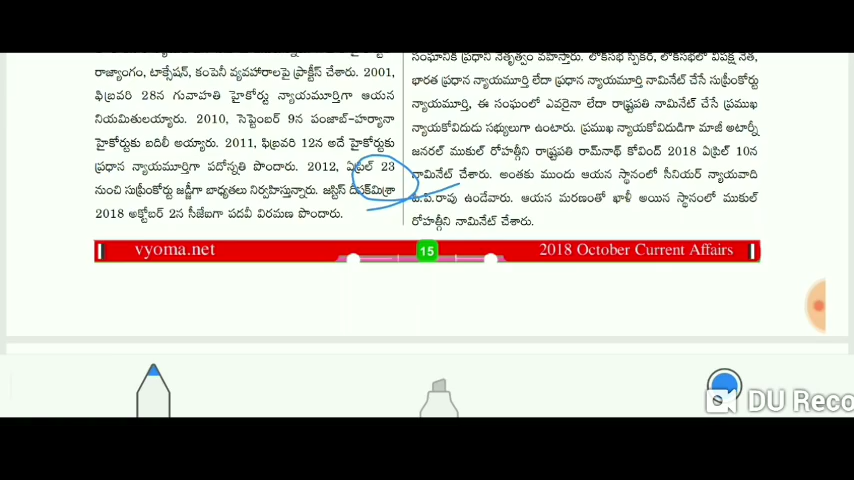 రాజ్యాంగం, టాక్సేషన్, కంపెనీ వ్యవహారాలపై ప్రాక్టీస్ చేశారు. 2001,
ఫిబ్రవరి 28న గువాహతి హైకోర్టు న్యాయమూర్తిగా ఆయన
నియమితులయ్యారు. 2010, సెప్టెంబర్ 9న పంజాబ్-హర్యానా
హైకోర్టుకు బదిలీ అయ్యారు. 2011, ఫిబ్రవరి 12న అదే హైకోర్టుకు
ప్రధాన న్యాయమూర్తిగా పదోన్నతి పొందారు. 2012, ఏప్రిల్ 23
నుంచి సుప్రీంకోర్టు జడ్జీగా బాధ్యతలు నిర్వహిస్తున్నారు. జస్టిస్ దీపక్‌మిశ్రా
2018 అక్టోబర్ 2న సీజేఐగా పదవీ విరమణ పొందారు.
సంఘానికి ప్రధాని నేతృత్వం వహిస్తారు. లోక్‌సభ స్పీకర్, లోక్‌సభలో విపక్ష నేత,
భారత ప్రధాన న్యాయమూర్తి లేదా ప్రధాన న్యాయమూర్తి నామినేట్ చేసే సుప్రీంకోర్టు
న్యాయమూర్తి, ఈ సంఘంలో ఎవరైనా లేదా రాష్ట్రపతి నామినేట్ చేసే ప్రముఖ
న్యాయకోవిదుడు సభ్యులుగా ఉంటారు. ప్రముఖ న్యాయకోవిదుడిగా మాజీ అటార్నీ
జనరల్ ముకుల్ రోహత్గీని రాష్ట్రపతి రామ్‌నాథ్ కోవింద్ 2018 ఏప్రిల్ 10న
నామినేట్ చేశారు. అంతకు ముందు ఆయన స్థానంలో సీనియర్ న్యాయవాది
పి.పి.రావు ఉండేవారు. ఆయన మరణంతో ఖాళీ అయిన స్థానంలో ముకుల్
రోహత్గీని నామినేట్ చేశారు.
vyoma.net 15 2018 October Current Affairs
DU Reco